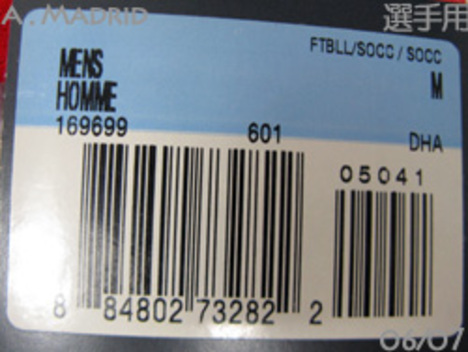 A. MADRID 選手用
FTBLL/SOCC / SOCC
MENS M
HOMME
169699 601 DHA
05041
8 84802 73282 2
06/07